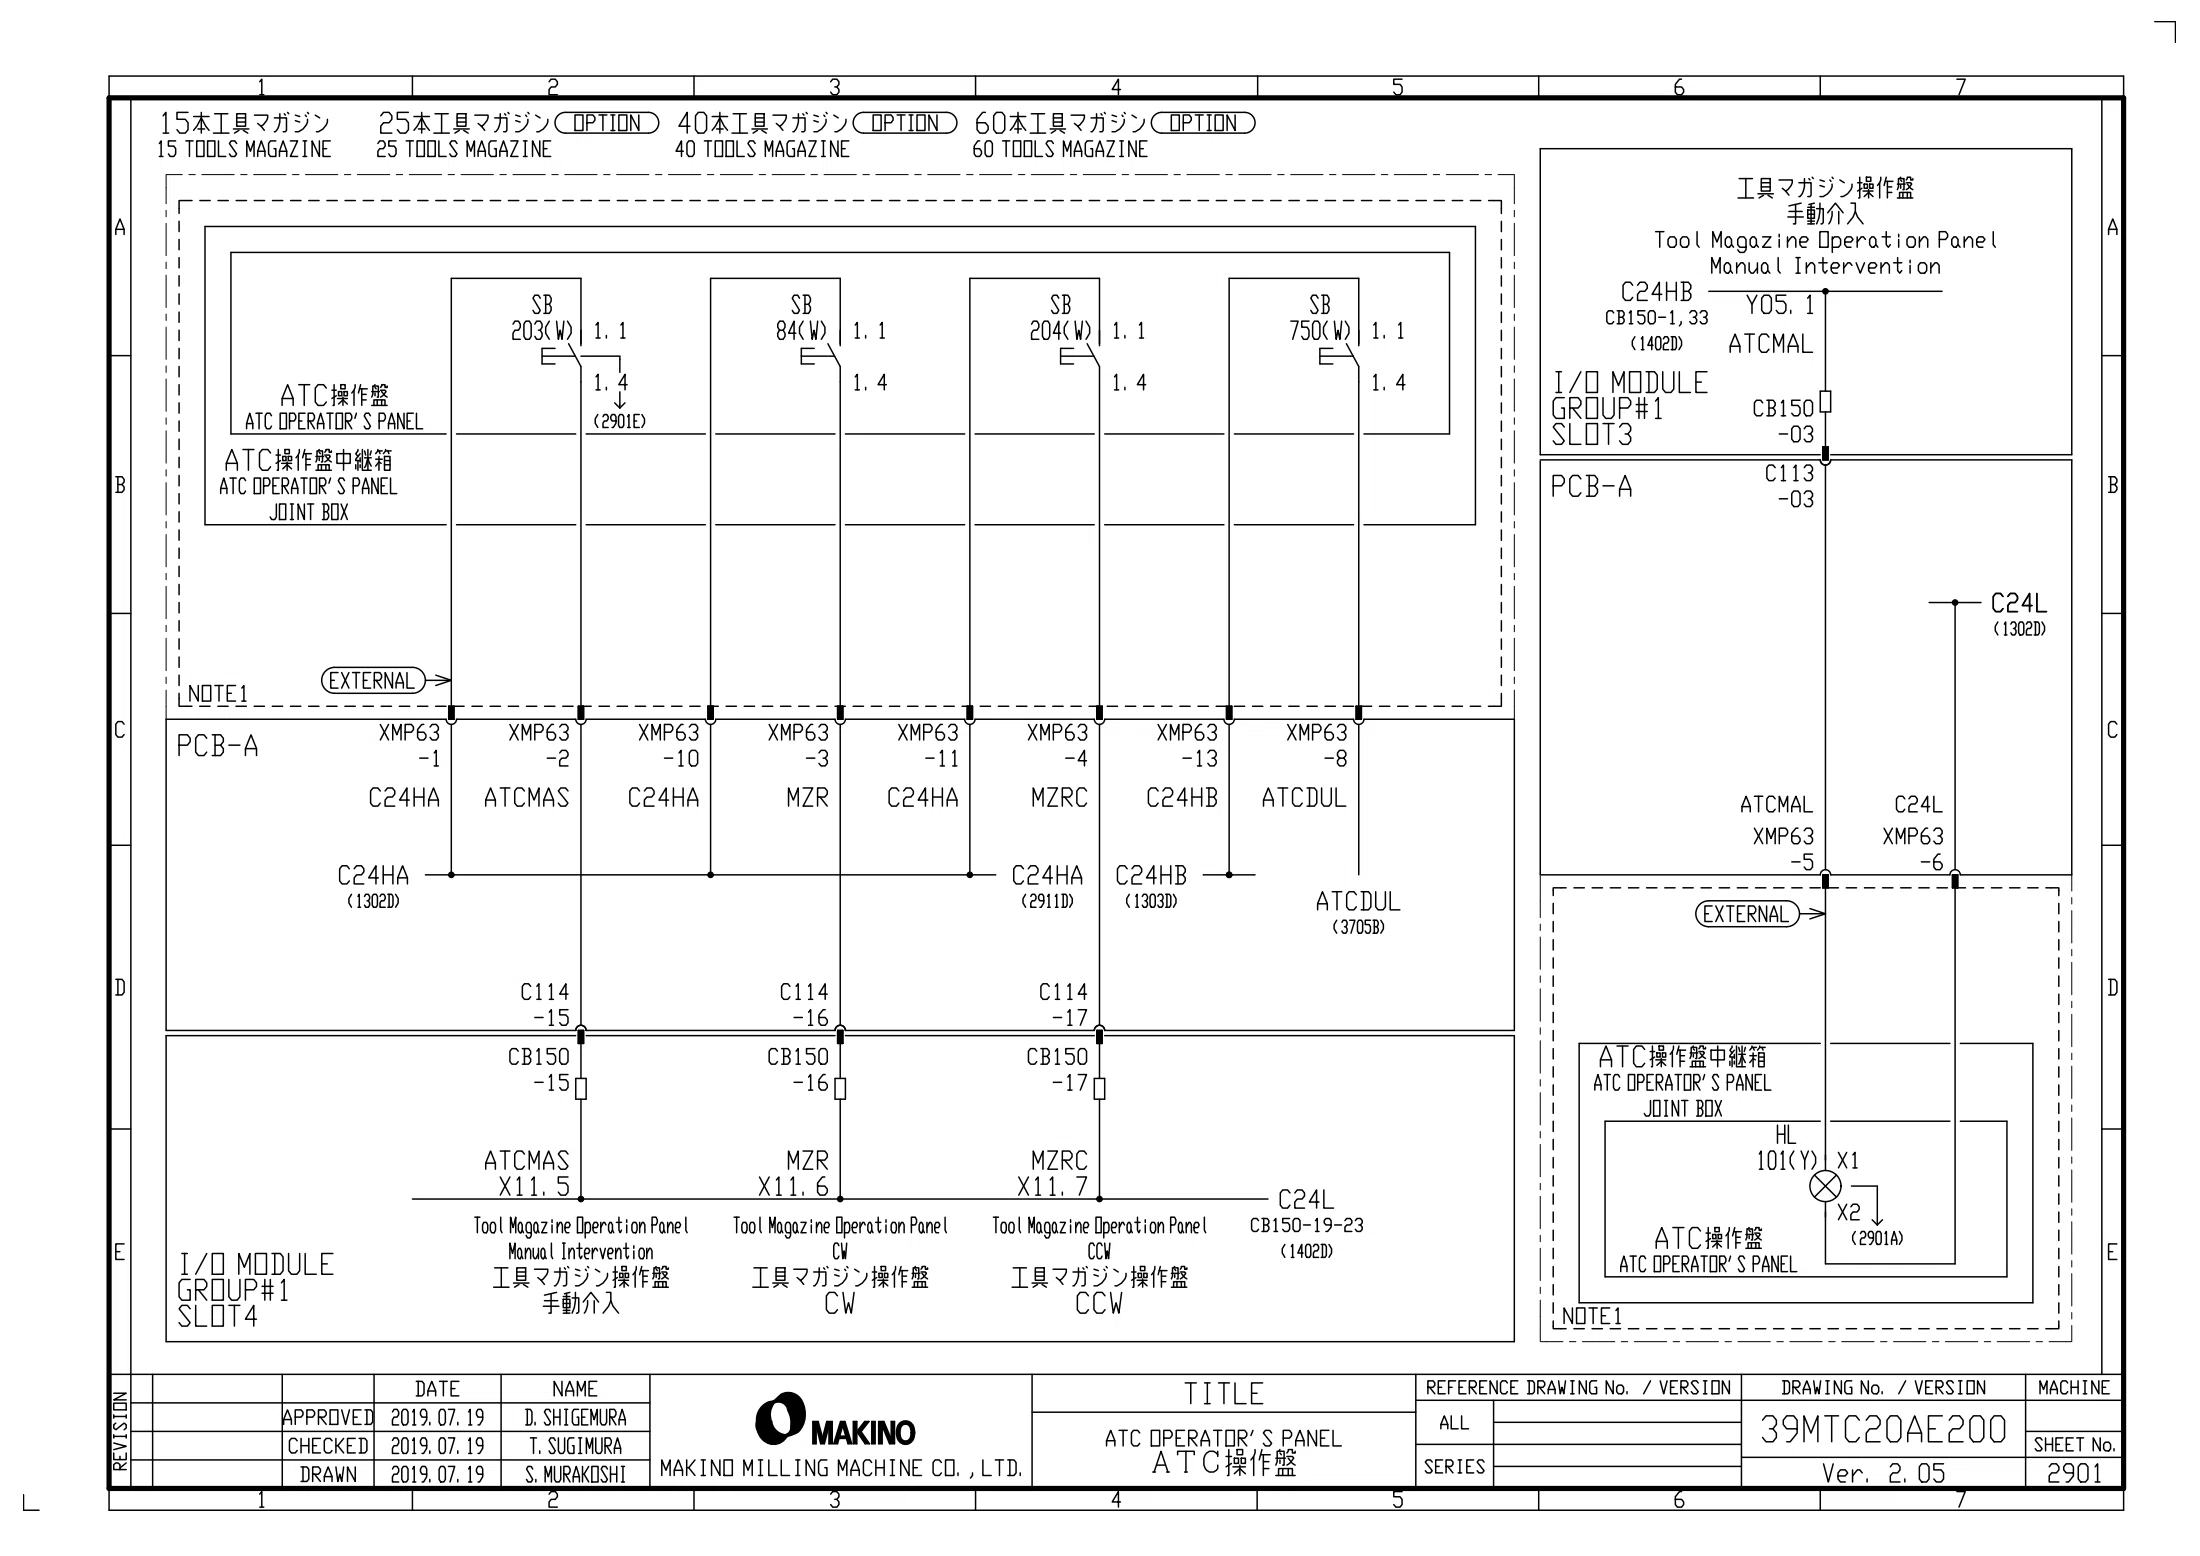 1 2 3 4 5 6 7
15本工具マガジン 25本工具マガジン OPTION 40本工具マガジン OPTION 60本工具マガジン OPTION
15 TOOLS MAGAZINE 25 TOOLS MAGAZINE 40 TOOLS MAGAZINE 60 TOOLS MAGAZINE
A
B
C
D
E
SB SB SB SB
203(W) 1.1 84(W) 1.1 204(W) 1.1 750(W) 1.1
1.4 1.4 1.4 1.4
(2901E)
ATC操作盤
ATC OPERATOR'S PANEL
ATC操作盤中継箱
ATC OPERATOR'S PANEL
JOINT BOX
EXTERNAL
NOTE1
PCB-A
XMP63 XMP63 XMP63 XMP63 XMP63 XMP63 XMP63 XMP63
-1 -2 -10 -3 -11 -4 -13 -8
C24HA ATCMAS C24HA MZR C24HA MZRC C24HB ATCDUL
C24HA C24HA C24HB
(1302D) (2911D) (1303D)
ATCDUL
(3705B)
C114 C114 C114
-15 -16 -17
CB150 CB150 CB150
-15 -16 -17
ATCMAS MZR MZRC
X11.5 X11.6 X11.7
C24L
CB150-19-23
(1402D)
Tool Magazine Operation Panel Tool Magazine Operation Panel Tool Magazine Operation Panel
Manual Intervention CW CCW
工具マガジン操作盤 工具マガジン操作盤 工具マガジン操作盤
手動介入 CW CCW
I/O MODULE
GROUP#1
SLOT4
工具マガジン操作盤
手動介入
Tool Magazine Operation Panel
Manual Intervention
C24HB
CB150-1,33
(1402D)
Y05.1
ATCMAL
I/O MODULE
GROUP#1
SLOT3
CB150
-03
PCB-A
C113
-03
C24L
(1302D)
ATCMAL C24L
XMP63 XMP63
-5 -6
EXTERNAL
ATC操作盤中継箱
ATC OPERATOR'S PANEL
JOINT BOX
HL
101(Y) X1
X2
(2901A)
ATC操作盤
ATC OPERATOR'S PANEL
NOTE1
A
B
C
D
E
REVISION
DATE NAME
APPROVED 2019.07.19 D. SHIGEMURA
CHECKED 2019.07.19 T. SUGIMURA
DRAWN 2019.07.19 S. MURAKOSHI
MAKINO
MAKINO MILLING MACHINE CO.,LTD.
TITLE
ATC OPERATOR'S PANEL
ATC操作盤
REFERENCE DRAWING No. / VERSION
ALL
SERIES
DRAWING No. / VERSION
39MTC20AE200
Ver. 2.05
MACHINE
SHEET No.
2901
1 2 3 4 5 6 7